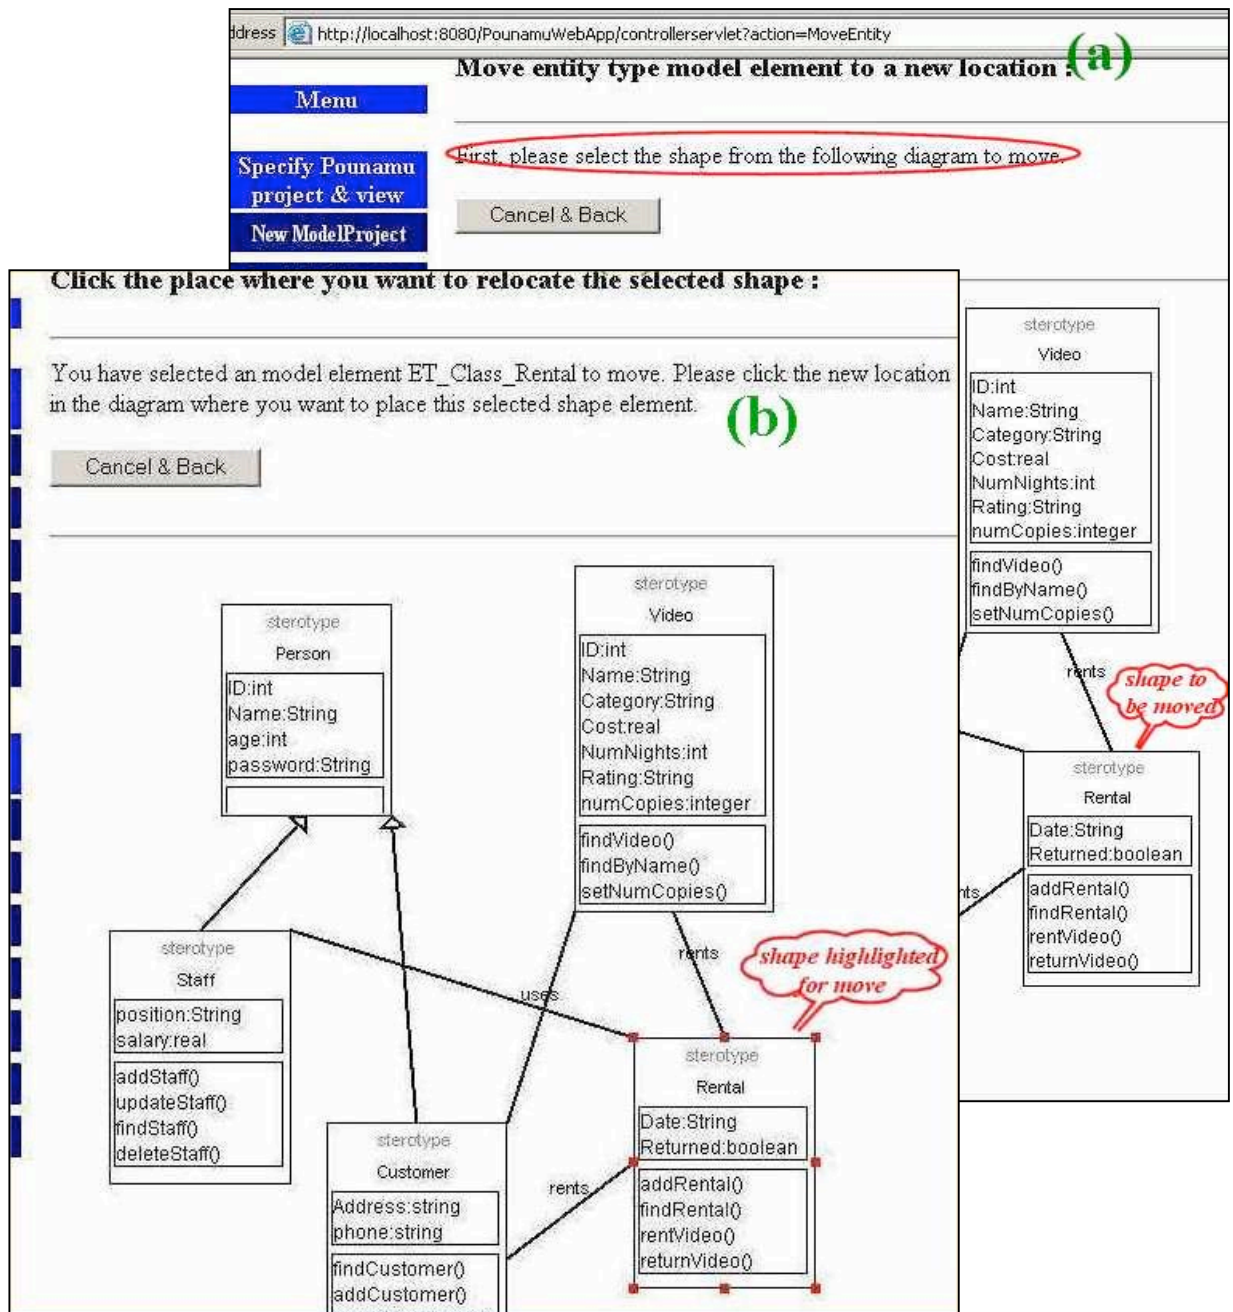 ddress http://localhost:8080/PounamuWebApp/controllerservlet?action=MoveEntity
(a)
Move entity type model element to a new location :
Menu
First, please select the shape from the following diagram to move.
Specify Pounamu
project & view
Cancel & Back
New ModelProject
sterotype
Video
ID:int
Name:String
Category:String
Cost:real
NumNights:int
Rating:String
numCopies:integer
findVideo()
findByName()
setNumCopies()
rents
shape to
be moved
sterotype
Rental
Date:String
Returned:boolean
nts
addRental()
findRental()
rentVideo()
returnVideo()
Click the place where you want to relocate the selected shape :
You have selected an model element ET_Class_Rental to move. Please click the new location
in the diagram where you want to place this selected shape element.
(b)
Cancel & Back
sterotype
Person
ID:int
Name:String
age:int
password:String
sterotype
Video
ID:int
Name:String
Category:String
Cost:real
NumNights:int
Rating:String
numCopies:integer
findVideo()
findByName()
setNumCopies()
rents
shape highlighted
for move
uses
sterotype
Staff
position:String
salary:real
addStaff()
updateStaff()
findStaff()
deleteStaff()
sterotype
Rental
Date:String
Returned:boolean
addRental()
findRental()
rentVideo()
returnVideo()
rents
sterotype
Customer
Address:string
phone:string
findCustomer()
addCustomer()